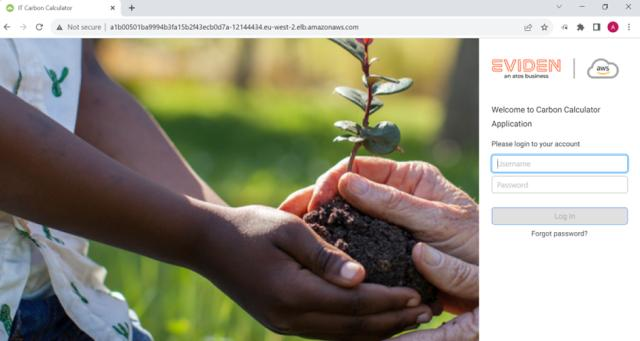 IT Carbon Calculator
Not secure | a1b00501ba9994b3fa15b2f43ecb0d7a-12144434.eu-west-2.elb.amazonaws.com
A
EVIDEN
an atos business
aws
Welcome to Carbon Calculator
Application
Please login to your account
Username
Password
Log In
Forgot password?